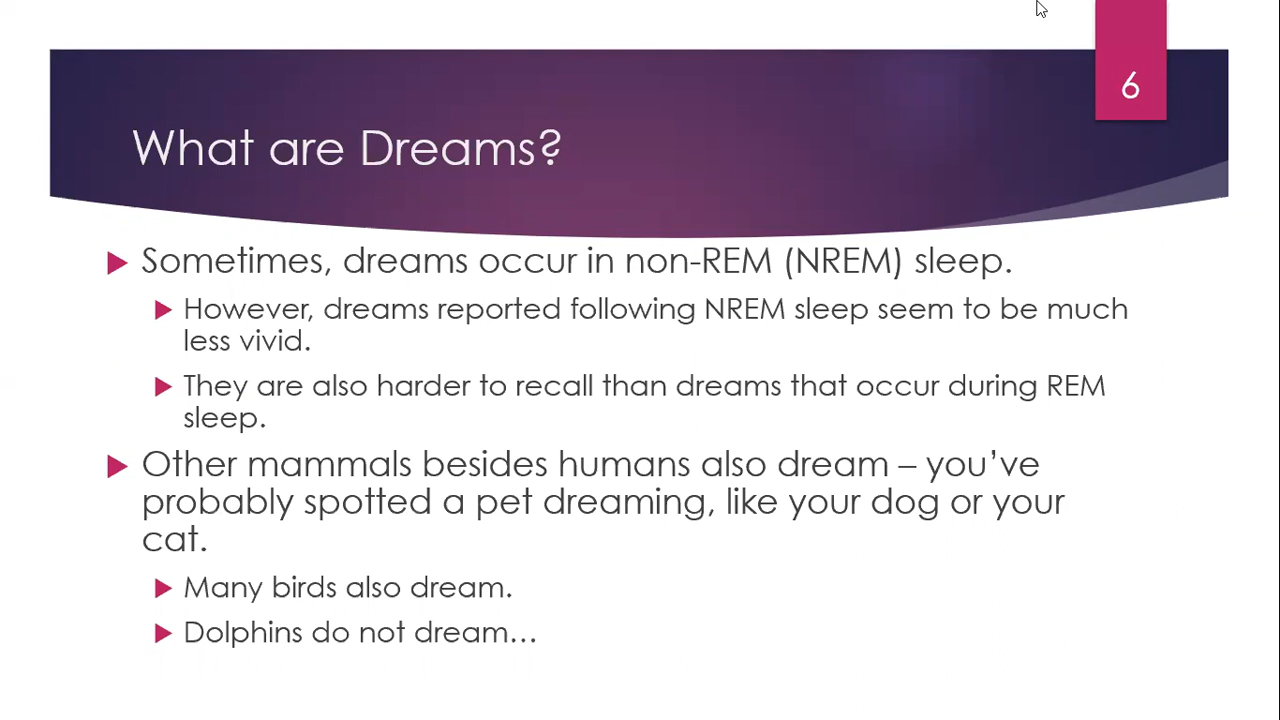 6
What are Dreams?
Sometimes, dreams occur in non-REM (NREM) sleep.
However, dreams reported following NREM sleep seem to be much
less vivid.
They are also harder to recall than dreams that occur during REM
sleep.
Other mammals besides humans also dream – you’ve
probably spotted a pet dreaming, like your dog or your
cat.
Many birds also dream.
Dolphins do not dream…